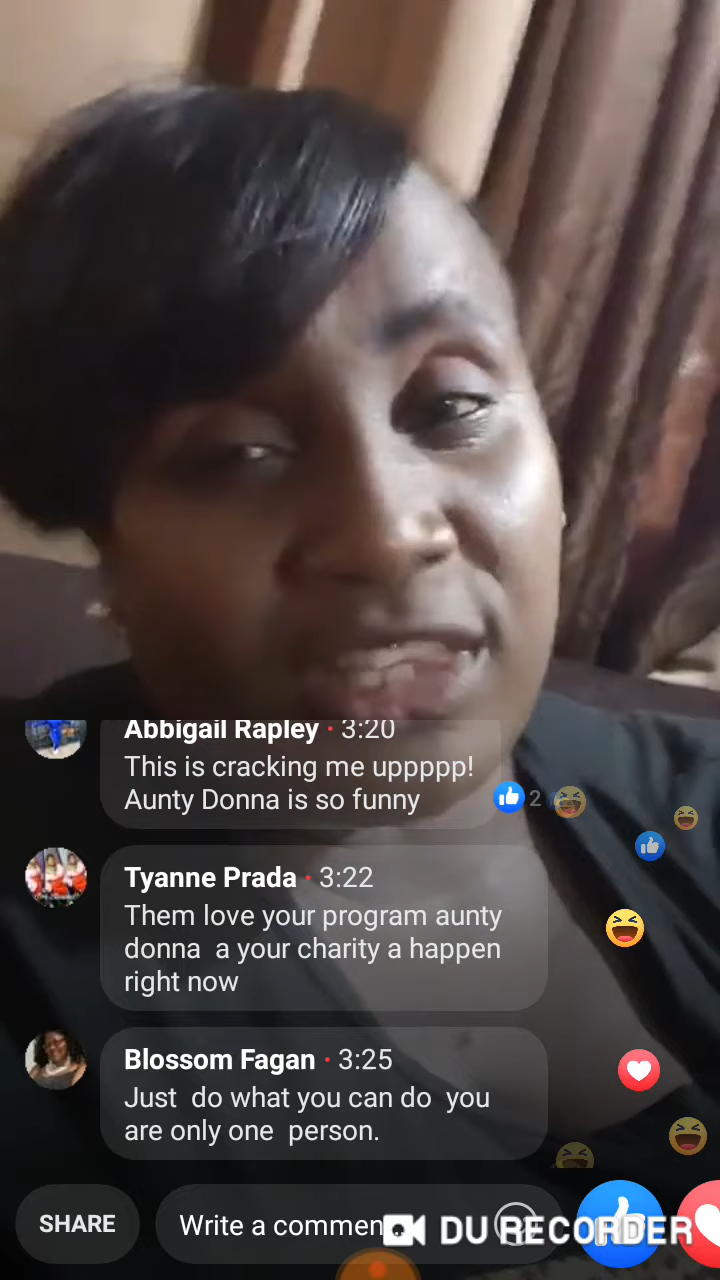 Abbigail Rapley · 3:20
This is cracking me uppppp!
Aunty Donna is so funny
2
Tyanne Prada · 3:22
Them love your program aunty
donna a your charity a happen
right now
Blossom Fagan · 3:25
Just do what you can do you
are only one person.
SHARE
Write a commen
DU RECORDER